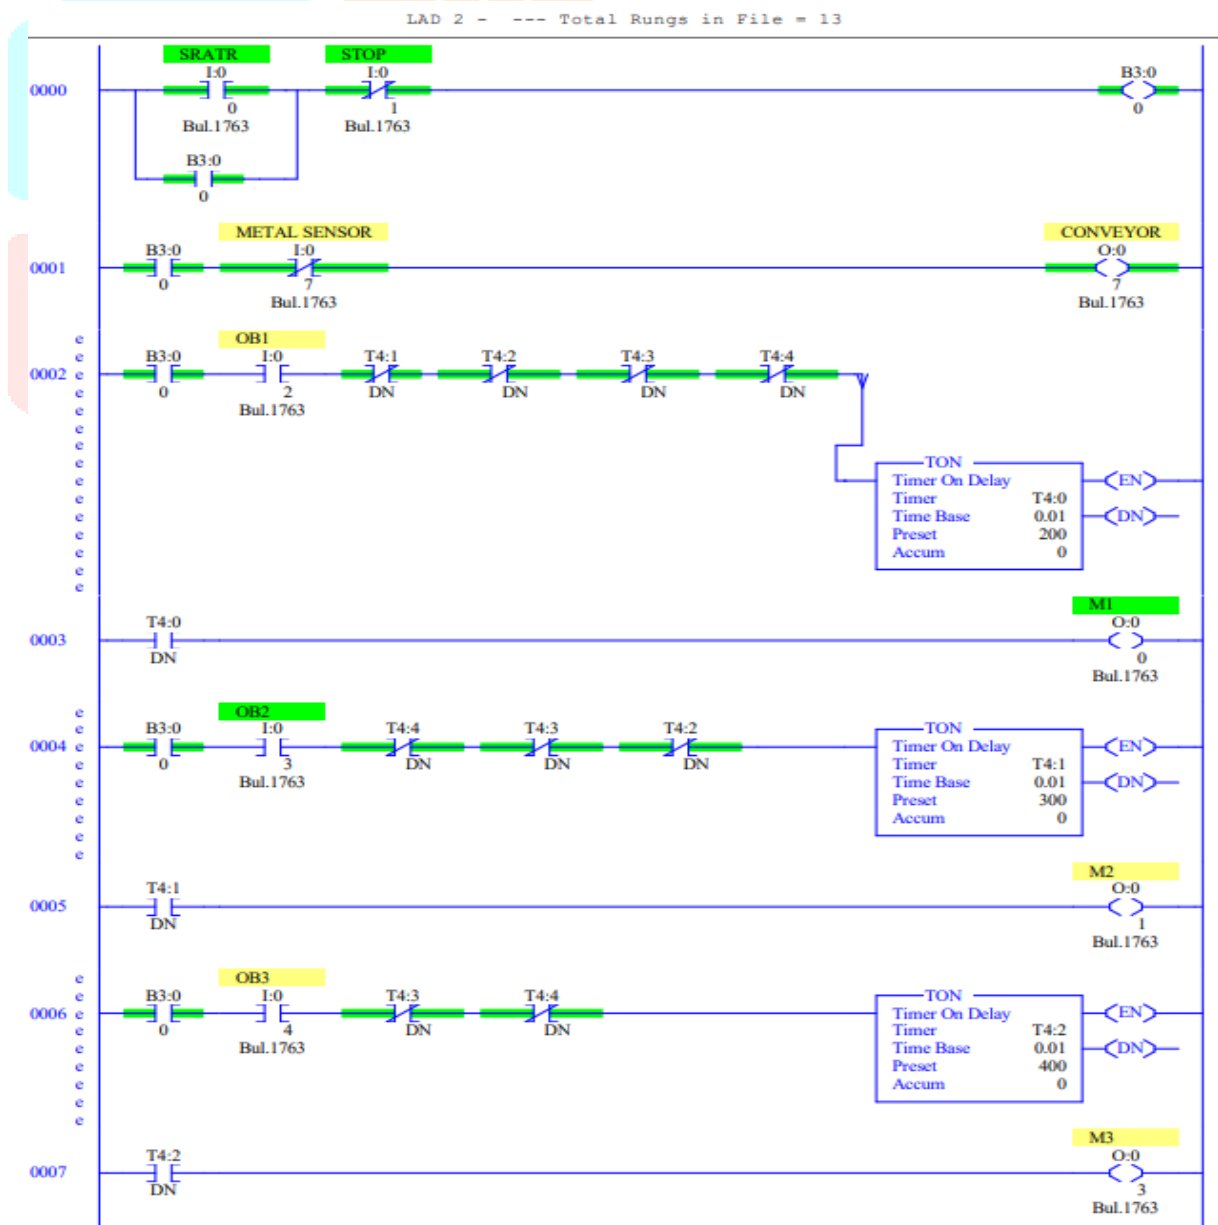 LAD 2 -  --- Total Rungs in File = 13
SRATR STOP
I:0 I:0 B3:0
0000
0 1 0
Bul.1763 Bul.1763
B3:0
0
METAL SENSOR CONVEYOR
B3:0 I:0 O:0
0001
0 7 7
Bul.1763 Bul.1763
e
e OB1
e B3:0 I:0 T4:1 T4:2 T4:3 T4:4
0002 e
e 0 2 DN DN DN DN
e Bul.1763
e
e
e TON
e Timer On Delay (EN)
e Timer T4:0
e Time Base 0.01 (DN)
e Preset 200
e Accum 0
e
M1
T4:0 O:0
0003
DN 0
Bul.1763
e OB2
e B3:0 I:0 T4:4 T4:3 T4:2 TON
0004 e Timer On Delay (EN)
e 0 3 DN DN DN Timer T4:1
e Bul.1763 Time Base 0.01 (DN)
e Preset 300
e Accum 0
e
e
M2
T4:1 O:0
0005
DN 1
Bul.1763
e OB3
e B3:0 I:0 T4:3 T4:4 TON
0006 e Timer On Delay (EN)
e 0 4 DN DN Timer T4:2
e Bul.1763 Time Base 0.01 (DN)
e Preset 400
e Accum 0
e
e
M3
T4:2 O:0
0007
DN 3
Bul.1763